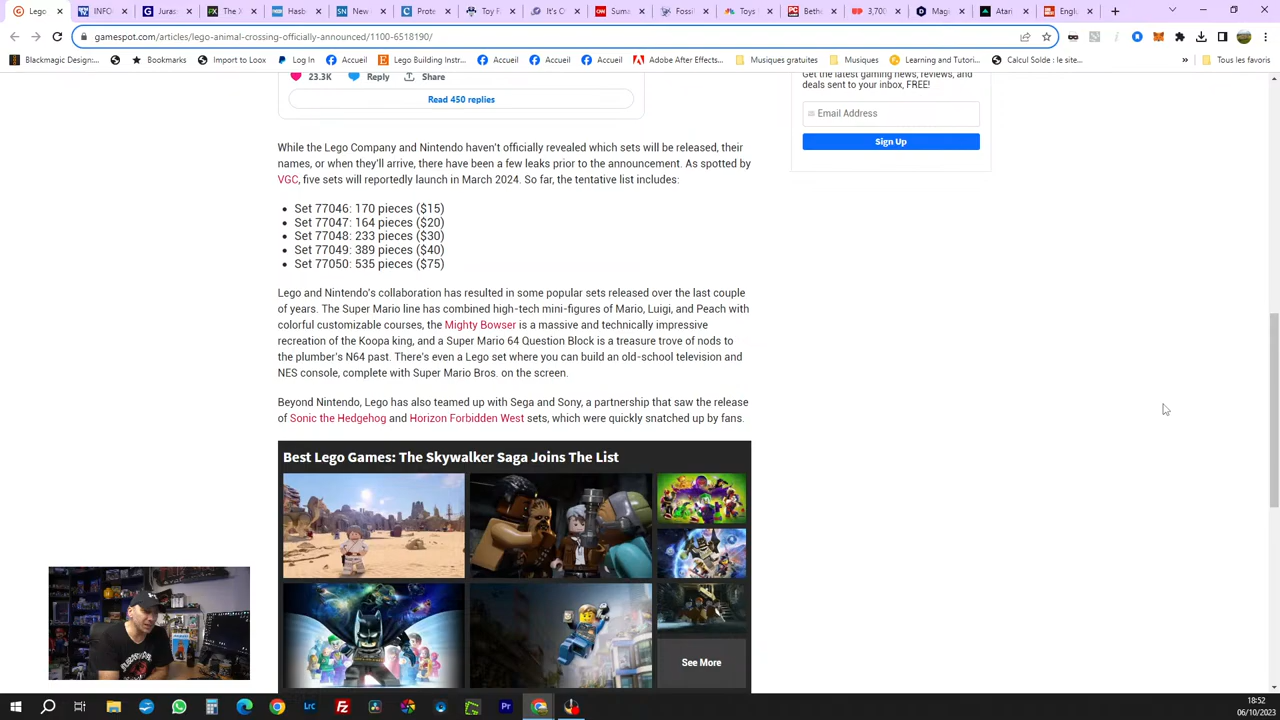 Lego
INFO
Juras
The X
Hasb
New
Prote
Toy F
It's C
Suma
Fossil
Toys
Betho
3,700
Magi
Atari
Engl
gamespot.com/articles/lego-animal-crossing-officially-announced/1100-6518190/
Blackmagic Design:...
Bookmarks
Import to Loox
Log In
Accueil
Lego Building Instr...
Accueil
Accueil
Accueil
Adobe After Effects...
Musiques gratuites
Musiques
Learning and Tutori...
Calcul Solde : le site...
»
Tous les favoris
23.3K Reply Share
Read 450 replies
Get the latest gaming news, reviews, and
deals sent to your inbox, FREE!
Email Address
Sign Up
While the Lego Company and Nintendo haven't officially revealed which sets will be released, their
names, or when they'll arrive, there have been a few leaks prior to the announcement. As spotted by
VGC, five sets will reportedly launch in March 2024. So far, the tentative list includes:
• Set 77046: 170 pieces ($15)
• Set 77047: 164 pieces ($20)
• Set 77048: 233 pieces ($30)
• Set 77049: 389 pieces ($40)
• Set 77050: 535 pieces ($75)
Lego and Nintendo's collaboration has resulted in some popular sets released over the last couple
of years. The Super Mario line has combined high-tech mini-figures of Mario, Luigi, and Peach with
colorful customizable courses, the Mighty Bowser is a massive and technically impressive
recreation of the Koopa king, and a Super Mario 64 Question Block is a treasure trove of nods to
the plumber's N64 past. There's even a Lego set where you can build an old-school television and
NES console, complete with Super Mario Bros. on the screen.
Beyond Nintendo, Lego has also teamed up with Sega and Sony, a partnership that saw the release
of Sonic the Hedgehog and Horizon Forbidden West sets, which were quickly snatched up by fans.
Best Lego Games: The Skywalker Saga Joins The List
See More
Lrc
Fz
Pr
18:52
06/10/2023